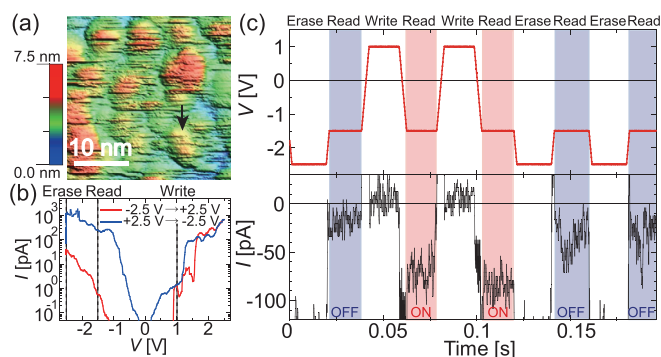 (a)
7.5 nm
0.0 nm
10 nm
(b)
Erase Read Write
-2.5 V→+2.5 V
+2.5 V→-2.5 V
I [pA]
10³
10²
10¹
10⁰
10⁻¹
-2 -1 0 1 2
V [V]
(c)
Erase Read Write Read Write Read Erase Read Erase Read
V [V]
1
0
-1
-2
I [pA]
0
-50
-100
OFF ON ON OFF OFF
0 0.05 0.1 0.15
Time [s]